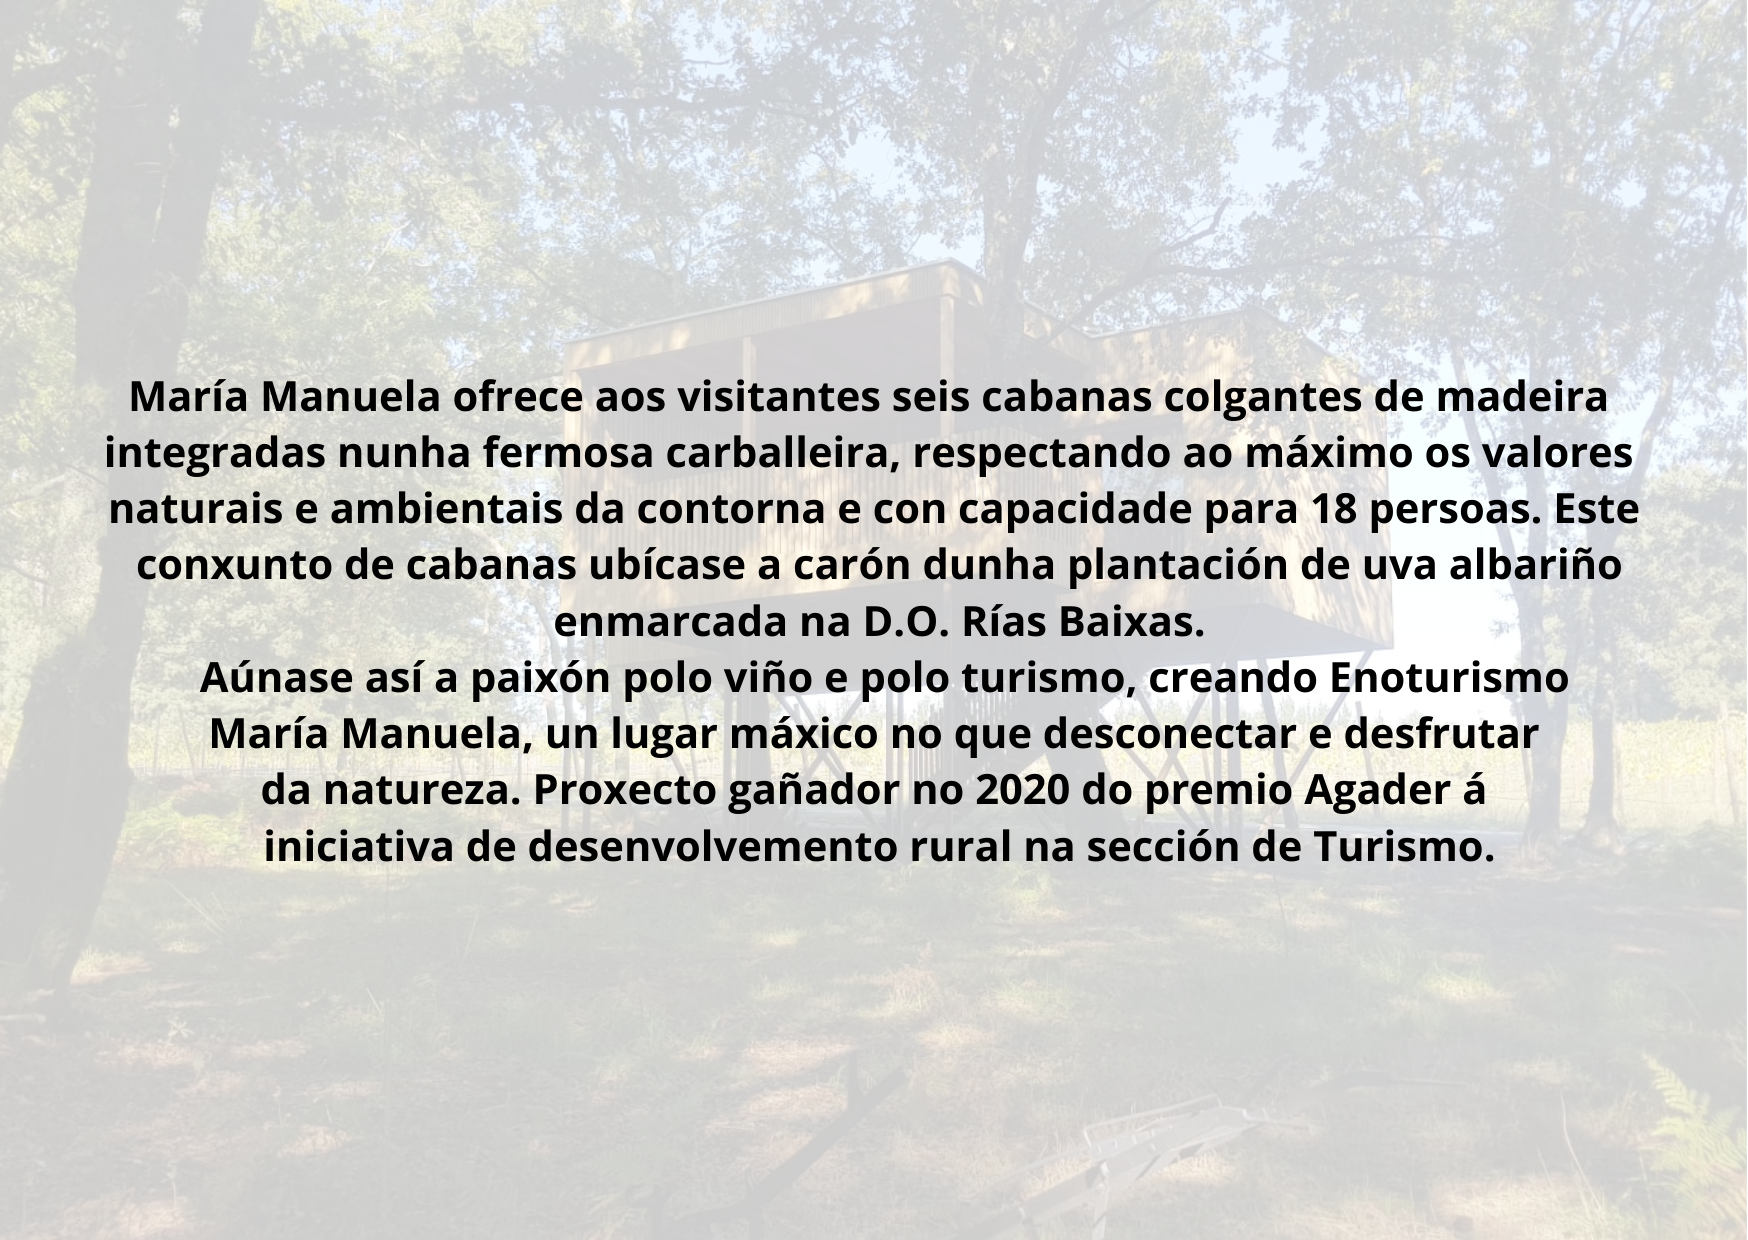 María Manuela ofrece aos visitantes seis cabanas colgantes de madeira
integradas nunha fermosa carballeira, respectando ao máximo os valores
naturais e ambientais da contorna e con capacidade para 18 persoas. Este
conxunto de cabanas ubícase a carón dunha plantación de uva albariño
enmarcada na D.O. Rías Baixas.
Aúnase así a paixón polo viño e polo turismo, creando Enoturismo
María Manuela, un lugar máxico no que desconectar e desfrutar
da natureza. Proxecto gañador no 2020 do premio Agader á
iniciativa de desenvolvemento rural na sección de Turismo.